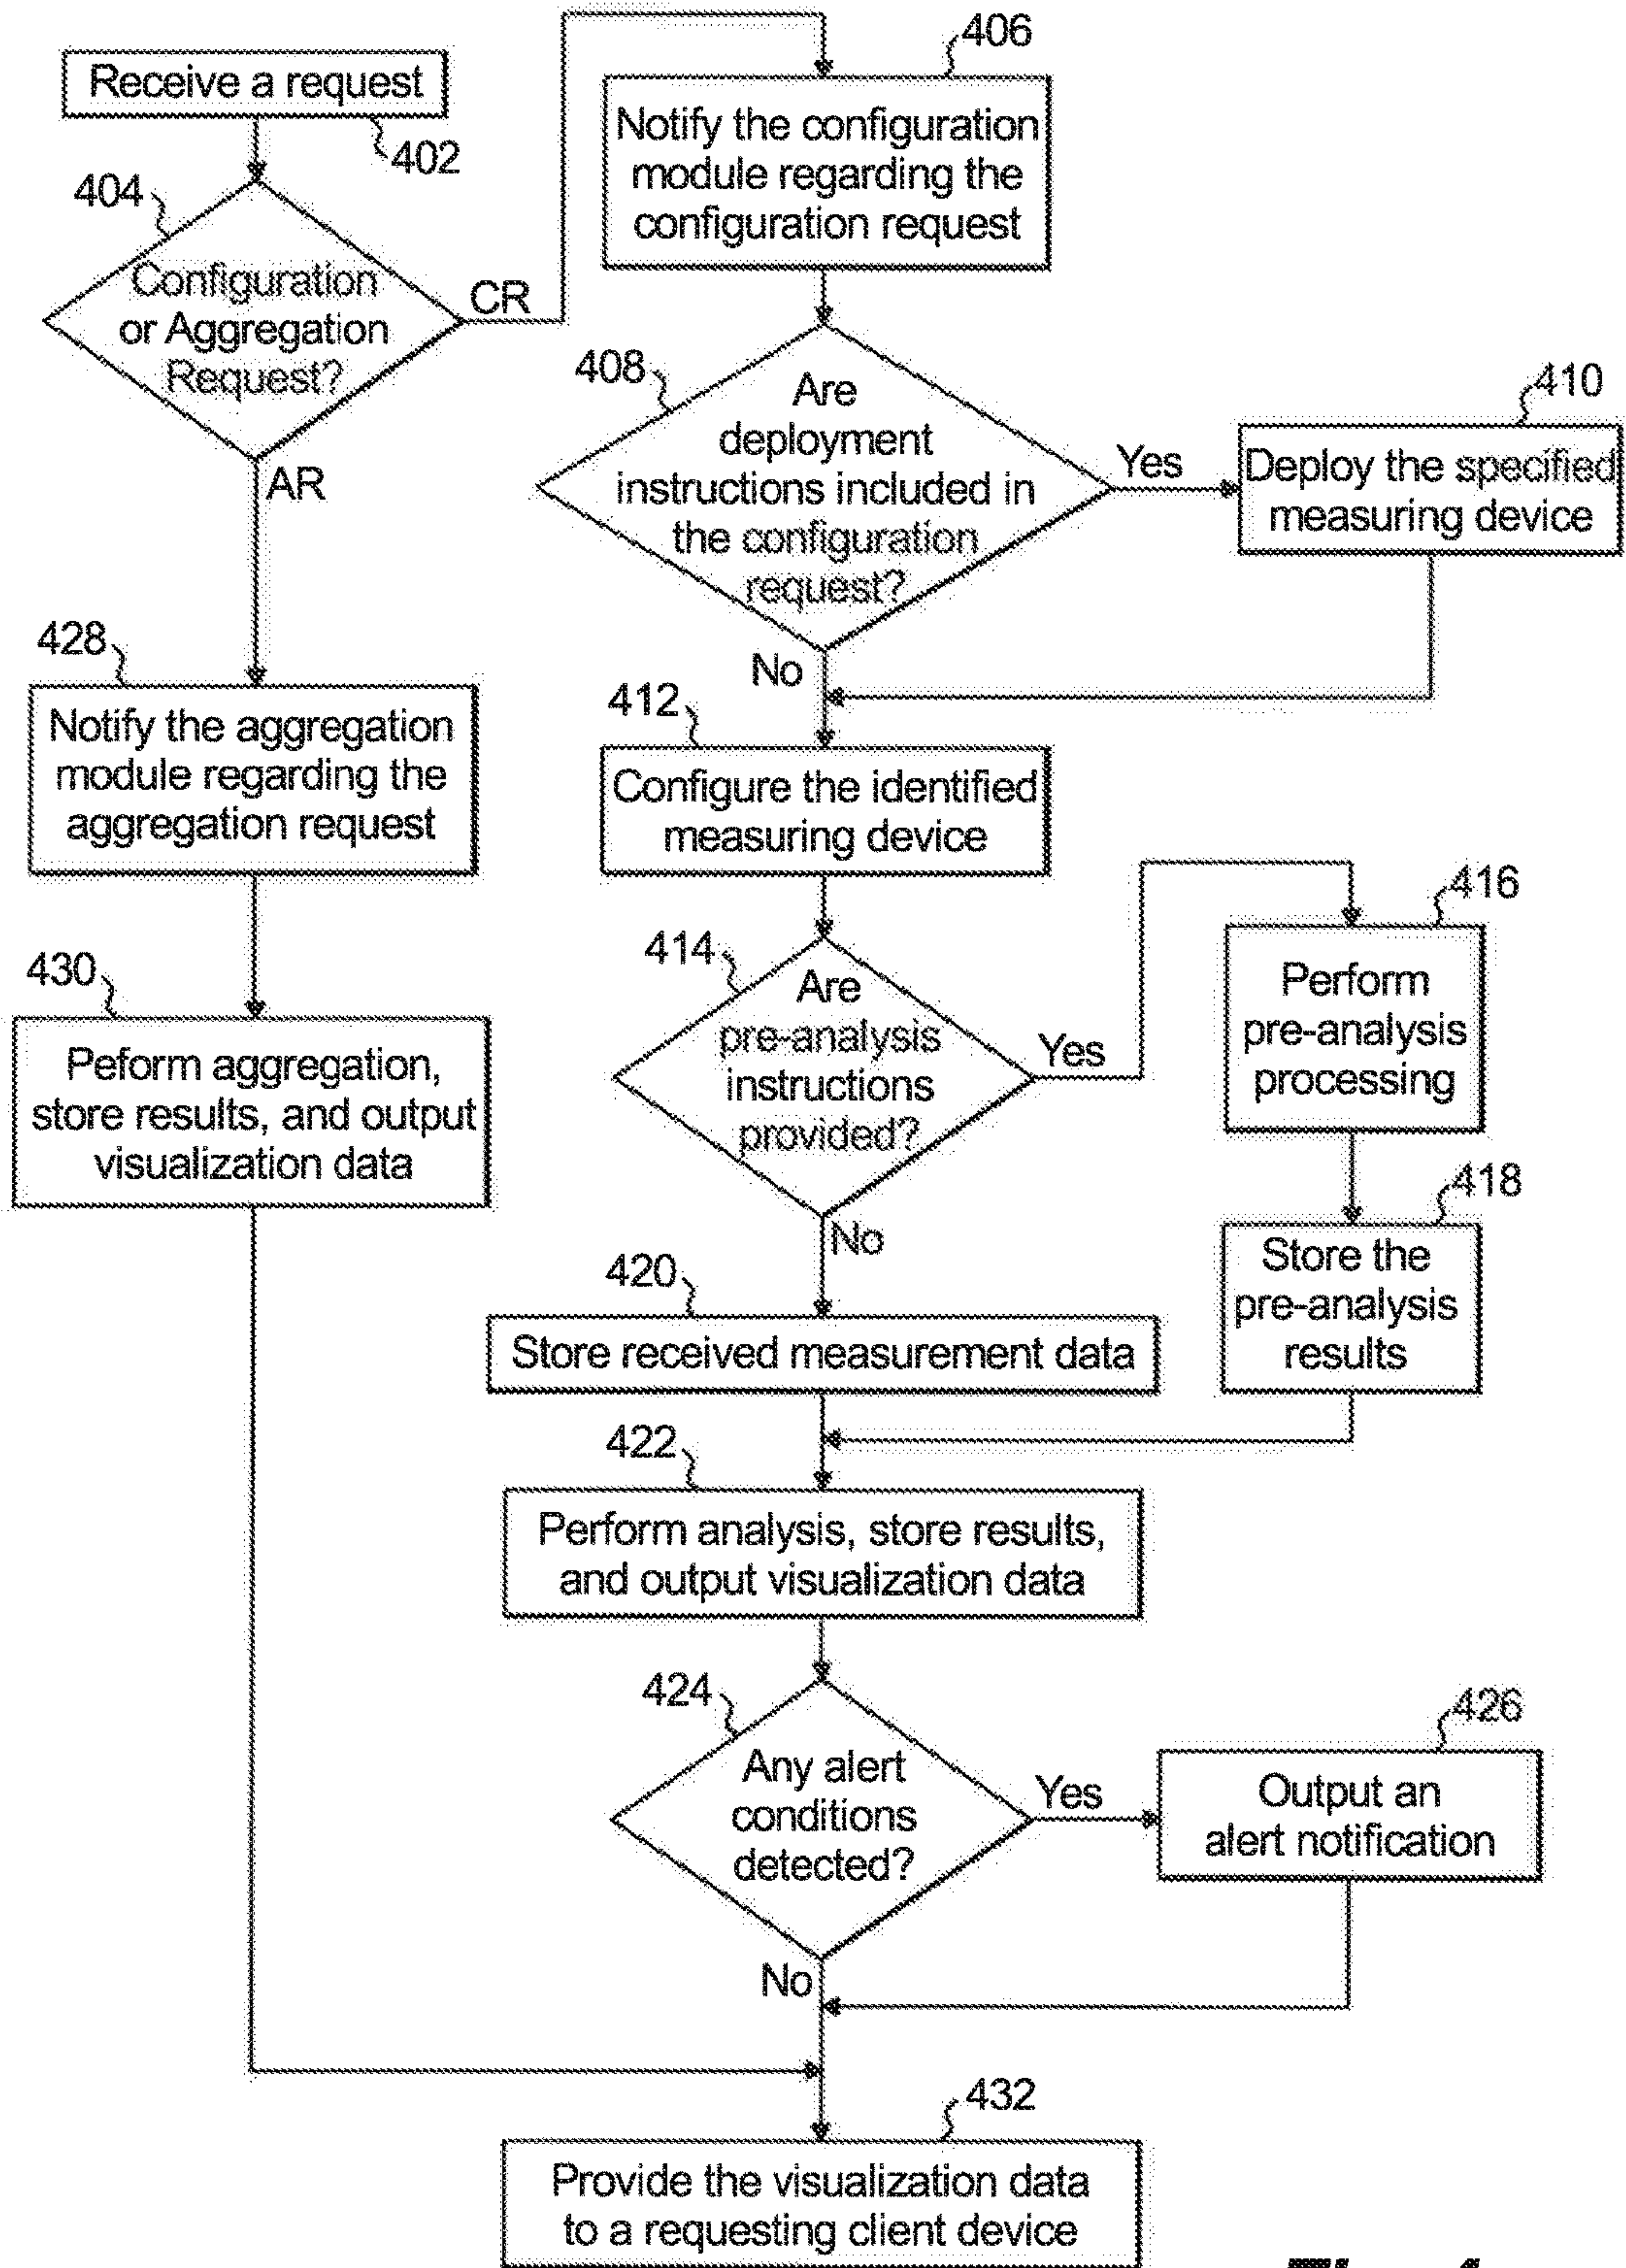 Receive a request
402
404
Configuration
or Aggregation
Request?
CR
AR
406
Notify the configuration
module regarding the
configuration request
408
Are
deployment
instructions included in
the configuration
request?
Yes
410
Deploy the specified
measuring device
No
412
Configure the identified
measuring device
414
Are
pre-analysis
instructions
provided?
Yes
416
Perform
pre-analysis
processing
418
Store the
pre-analysis
results
No
420
Store received measurement data
422
Perform analysis, store results,
and output visualization data
424
Any alert
conditions
detected?
Yes
426
Output an
alert notification
No
428
Notify the aggregation
module regarding the
aggregation request
430
Peform aggregation,
store results, and output
visualization data
432
Provide the visualization data
to a requesting client device